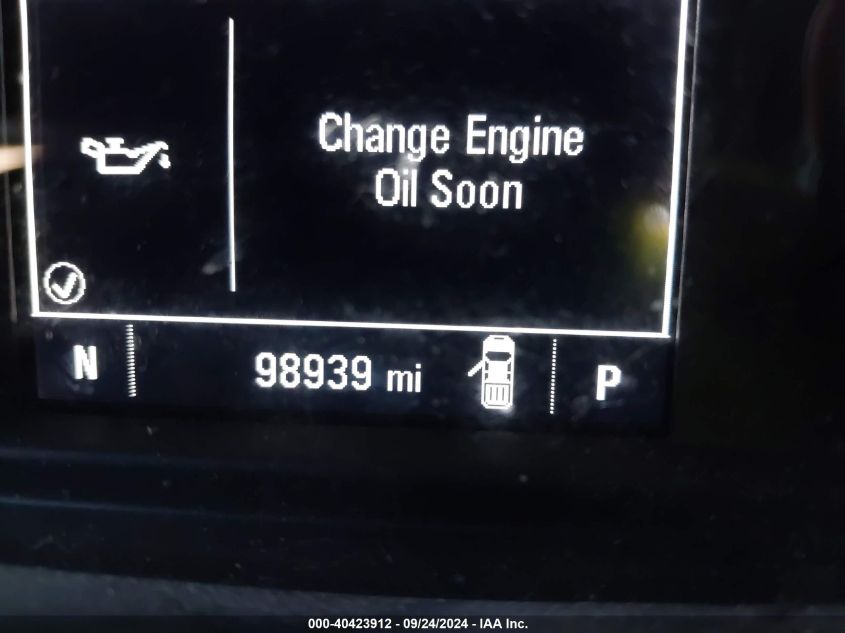 Change Engine
Oil Soon
N 98939 mi P
000-40423912 - 09/24/2024 - IAA Inc.